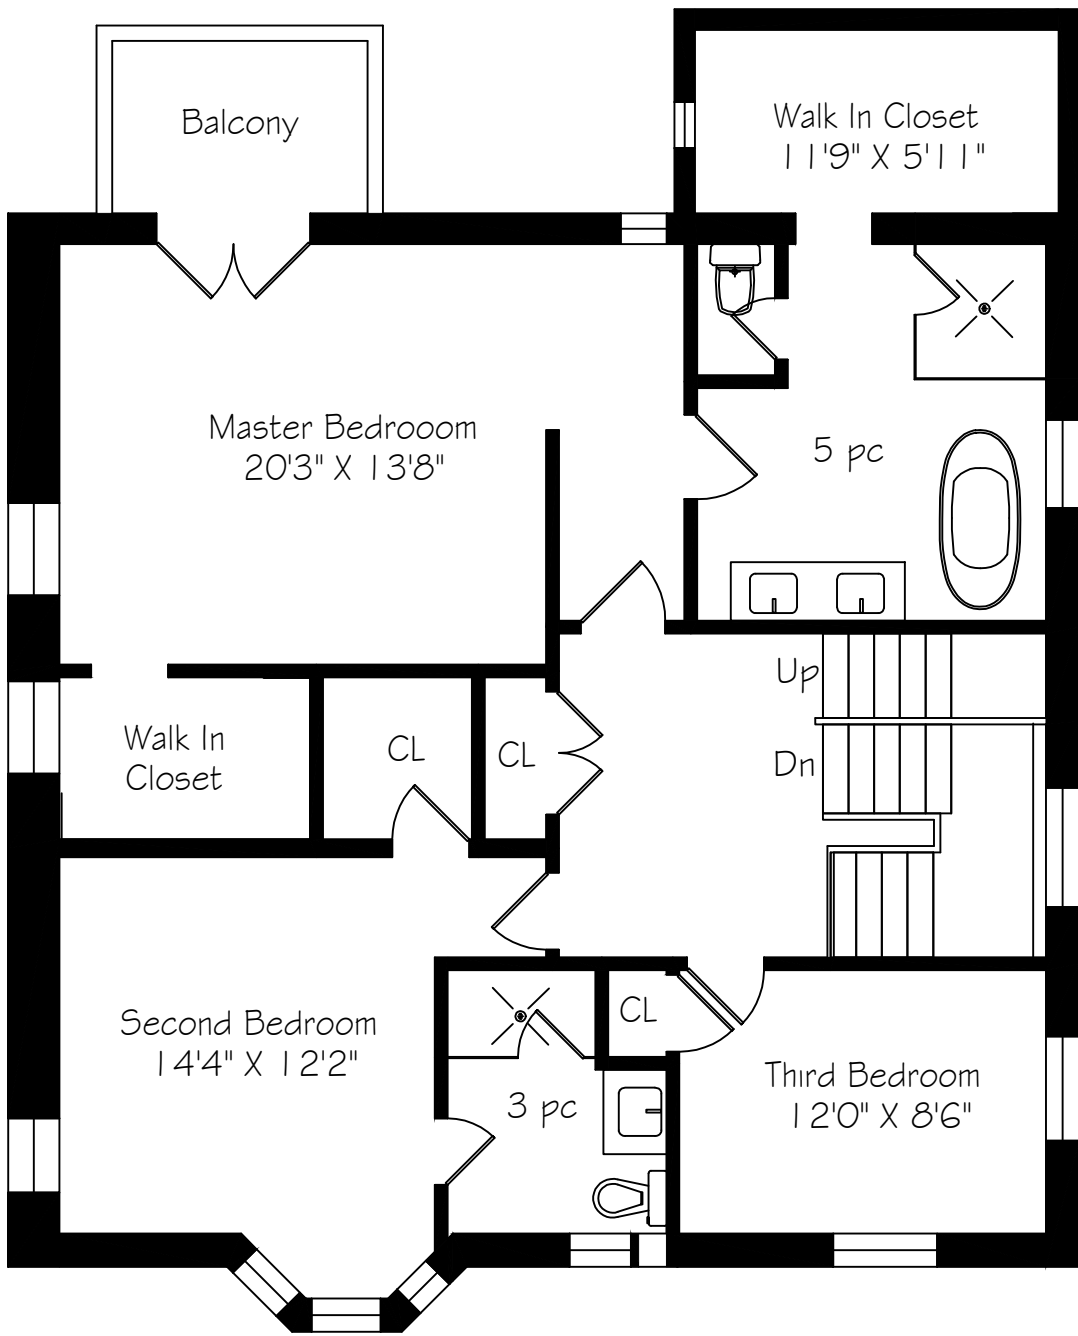 Balcony
Walk In Closet
11'9" X 5'11"
Master Bedrooom
20'3" X 13'8"
5 pc
Up
Walk In
Closet
CL
CL
Dn
Second Bedroom
14'4" X 12'2"
CL
3 pc
Third Bedroom
12'0" X 8'6"